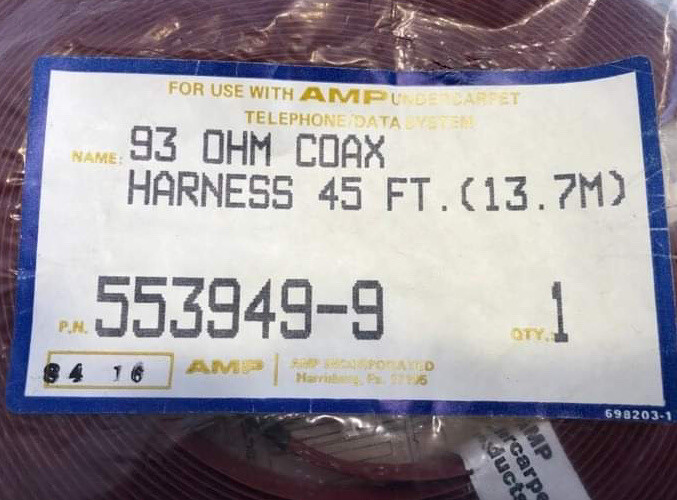 FOR USE WITH AMP UNDERCARPET
TELEPHONE/DATA SYSTEM
NAME: 93 OHM COAX
HARNESS 45 FT.(13.7M)
P.N. 553949-9 QTY. 1
84 16 AMP AMP INCORPORATED
Harrisburg, Pa.
698203-1
AMP